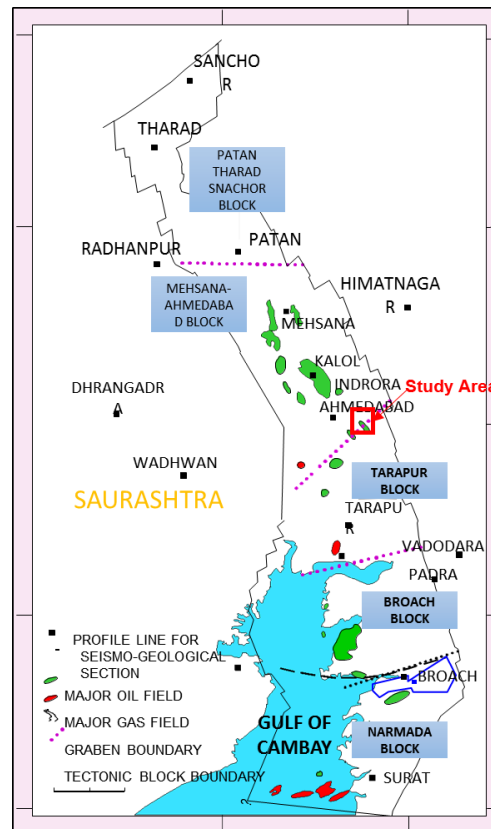 SANCHO
R
THARAD
PATAN
THARAD
SNACHOR
BLOCK
PATAN
RADHANPUR
HIMATNAGA
R
MEHSANA-
AHMEDABA
D BLOCK
MEHSANA
KALOL
INDRORA
Study Area
DHRANGADR
A
AHMEDABAD
WADHWAN
TARAPUR
BLOCK
SAURASHTRA
TARAPU
R
VADODARA
PADRA
BROACH
BLOCK
PROFILE LINE FOR
SEISMO-GEOLOGICAL
SECTION
BROACH
MAJOR OIL FIELD
MAJOR GAS FIELD
GULF OF
CAMBAY
NARMADA
BLOCK
GRABEN BOUNDARY
TECTONIC BLOCK BOUNDARY
SURAT
2